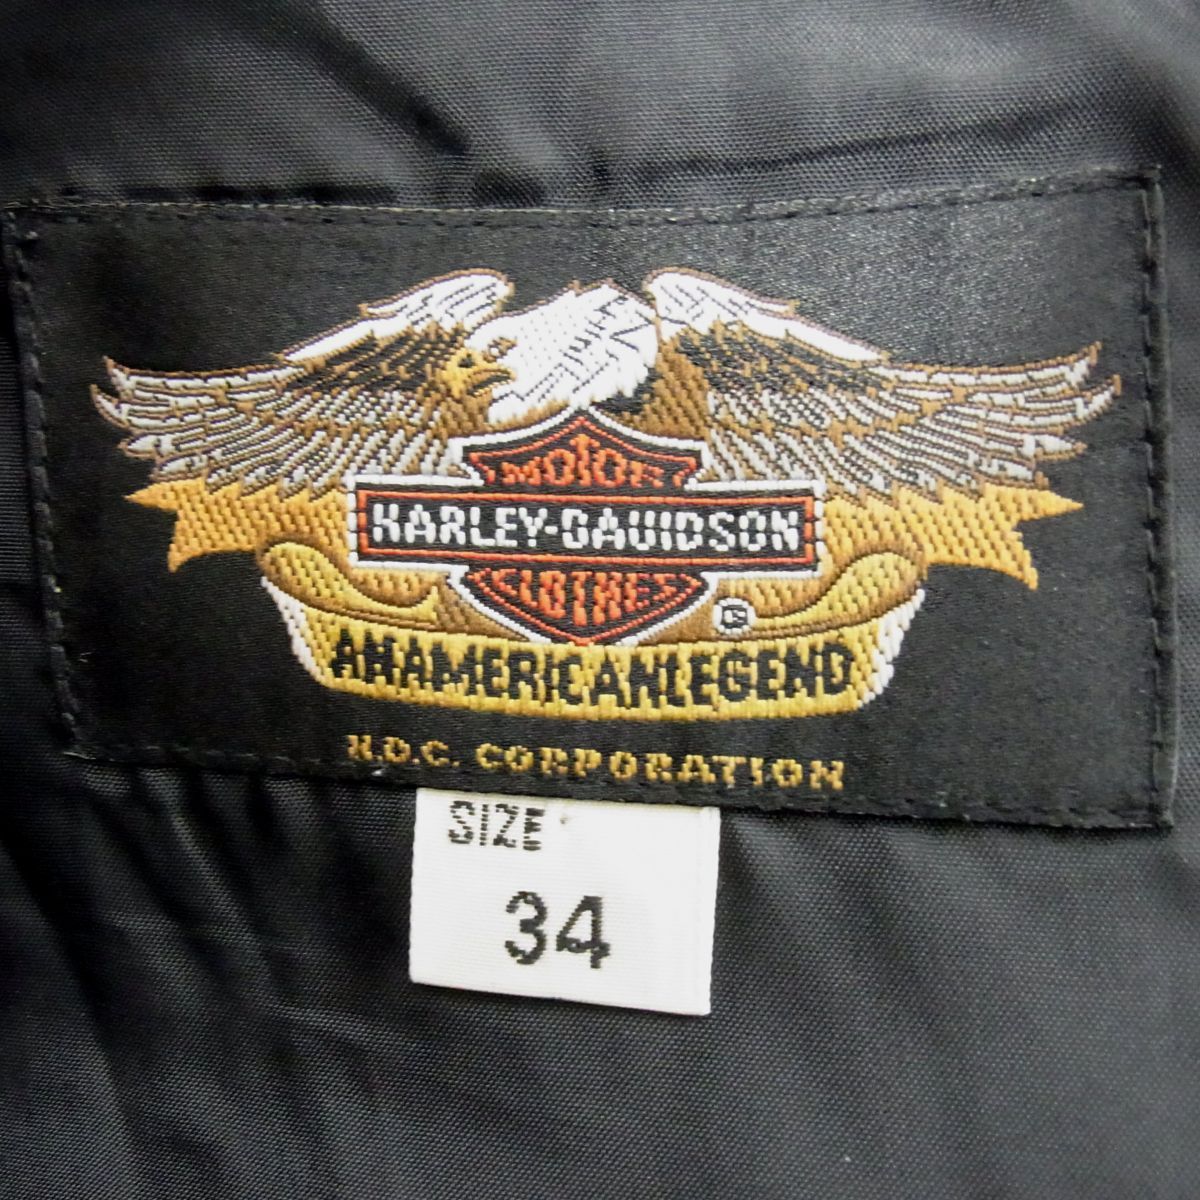 MOTOR
HARLEY-DAVIDSON
CLOTHES
AN AMERICAN LEGEND
H.D.C. CORPORATION
SIZE
34